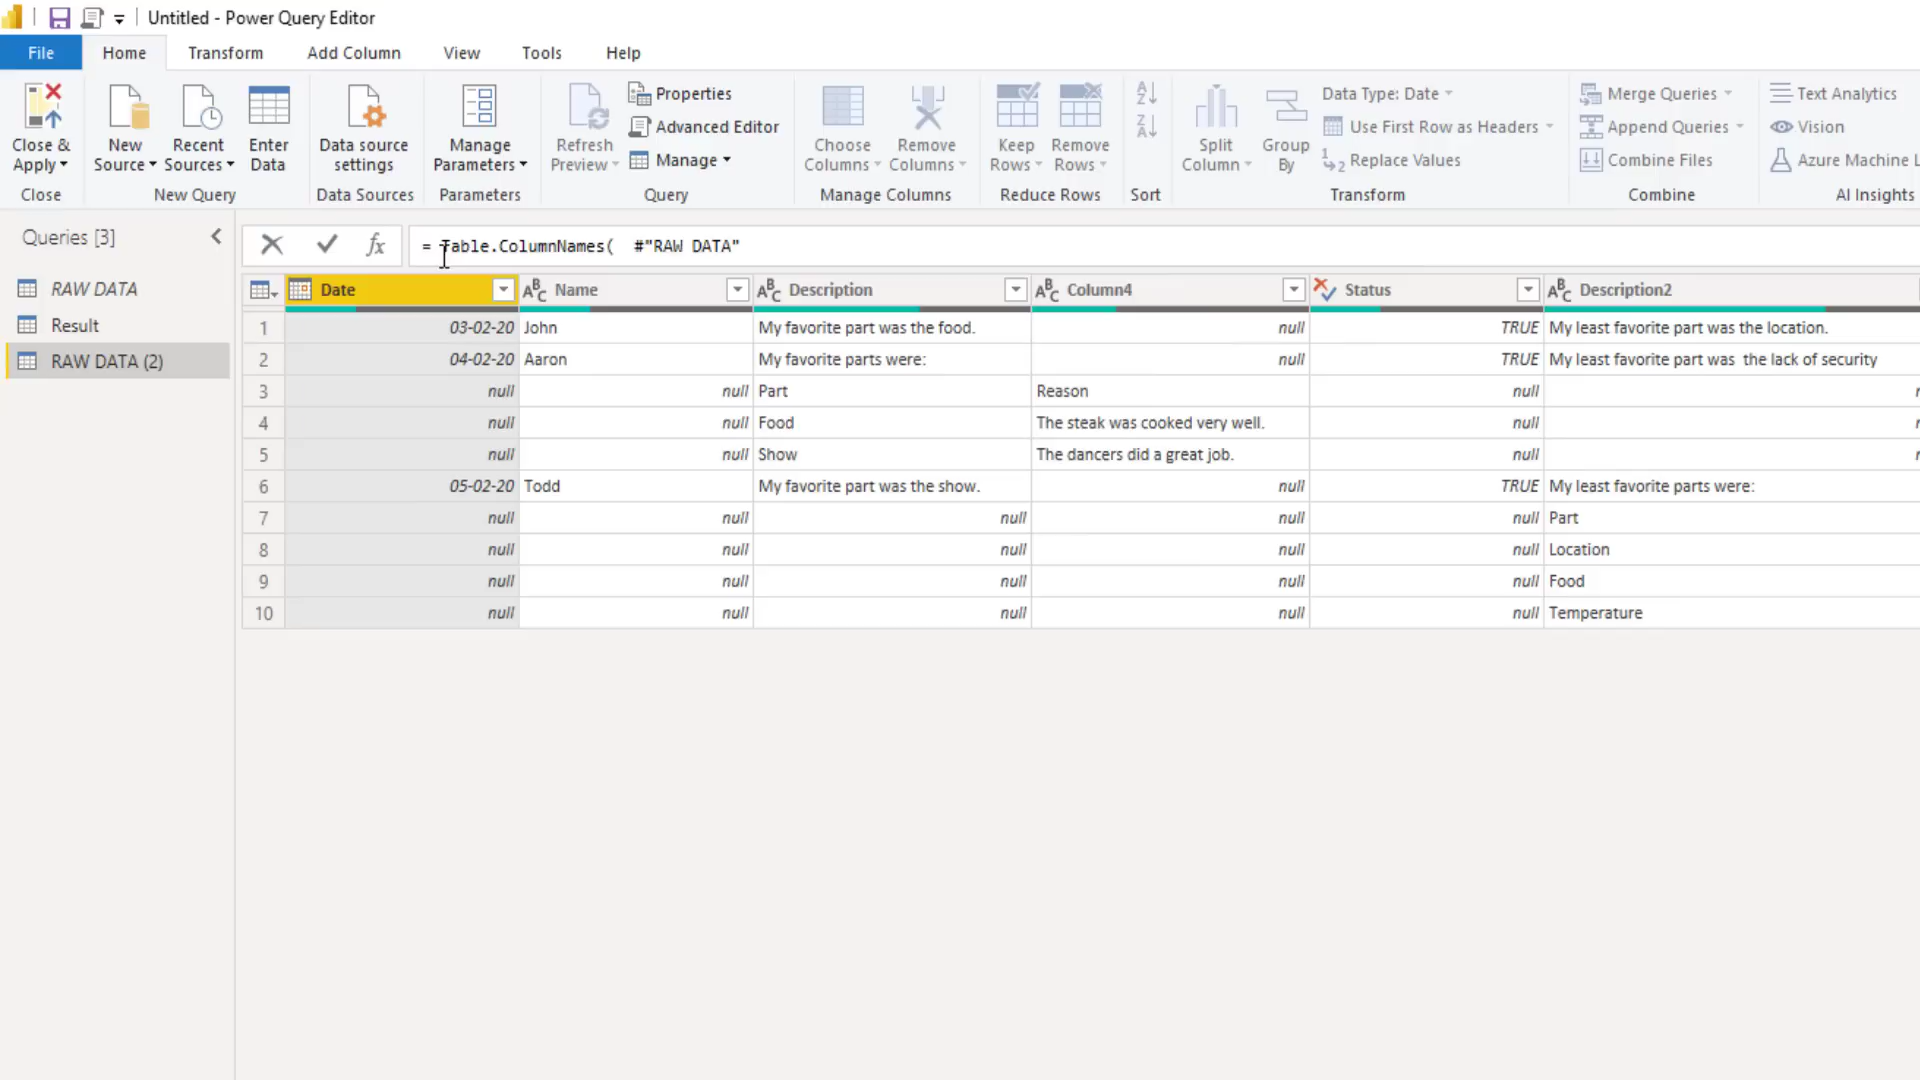 Untitled - Power Query Editor
File Home Transform Add Column View Tools Help
Close & Apply
New Source
Recent Sources
Enter Data
Data source settings
Manage Parameters
Refresh Preview
Properties
Advanced Editor
Manage
Choose Columns
Remove Columns
Keep Rows
Remove Rows
Split Column
Group By
Data Type: Date
Use First Row as Headers
Replace Values
Merge Queries
Append Queries
Combine Files
Text Analytics
Vision
Azure Machine L
Close New Query Data Sources Parameters Query Manage Columns Reduce Rows Sort Transform Combine AI Insights
Queries [3]
RAW DATA
Result
RAW DATA (2)
= Table.ColumnNames( #"RAW DATA"
Date Name Description Column4 Status Description2
1 03-02-20 John My favorite part was the food. null TRUE My least favorite part was the location.
2 04-02-20 Aaron My favorite parts were: null TRUE My least favorite part was the lack of security
3 null null Part Reason null
4 null null Food The steak was cooked very well. null
5 null null Show The dancers did a great job. null
6 05-02-20 Todd My favorite part was the show. null TRUE My least favorite parts were:
7 null null null null null Part
8 null null null null null Location
9 null null null null null Food
10 null null null null null Temperature